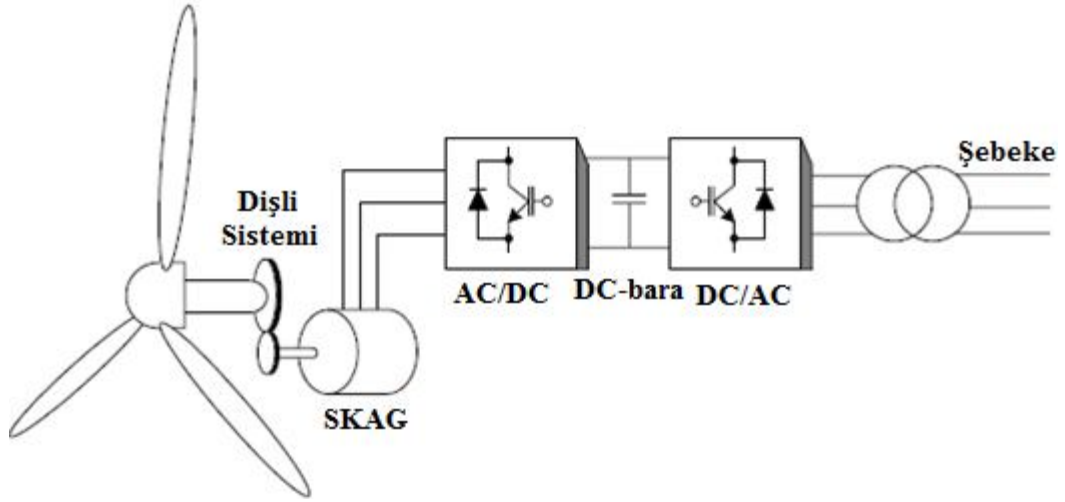 Dişli
Sistemi
SKAG
AC/DC
DC-bara
DC/AC
Şebeke